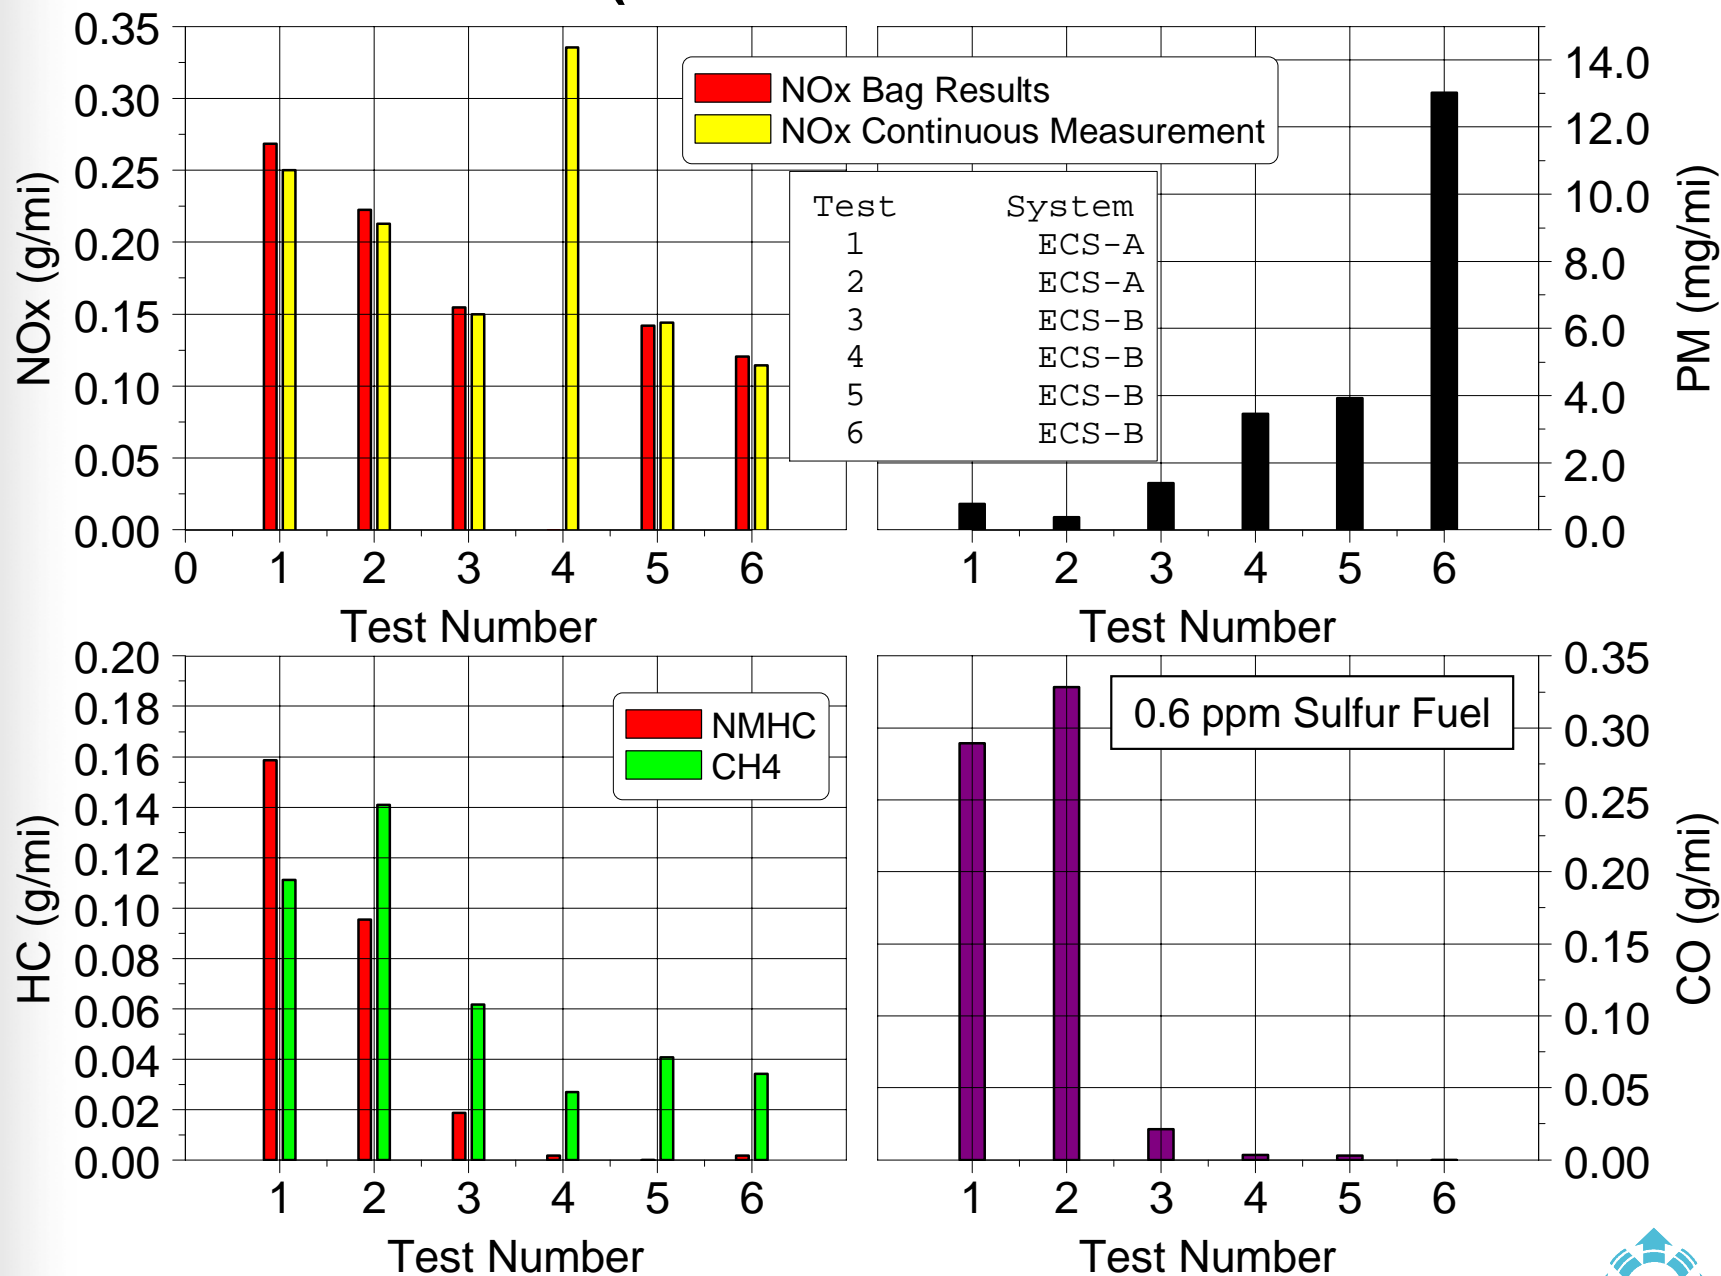 0.35
0.30
0.25
0.20
0.15
0.10
0.05
0.00
NOx (g/mi)
0 1 2 3 4 5 6
Test Number
NOx Bag Results
NOx Continuous Measurement
Test System
1 ECS-A
2 ECS-A
3 ECS-B
4 ECS-B
5 ECS-B
6 ECS-B
14.0
12.0
10.0
8.0
6.0
4.0
2.0
0.0
PM (mg/mi)
1 2 3 4 5 6
Test Number
0.20
0.18
0.16
0.14
0.12
0.10
0.08
0.06
0.04
0.02
0.00
HC (g/mi)
NMHC
CH4
1 2 3 4 5 6
Test Number
0.6 ppm Sulfur Fuel
0.35
0.30
0.25
0.20
0.15
0.10
0.05
0.00
CO (g/mi)
1 2 3 4 5 6
Test Number